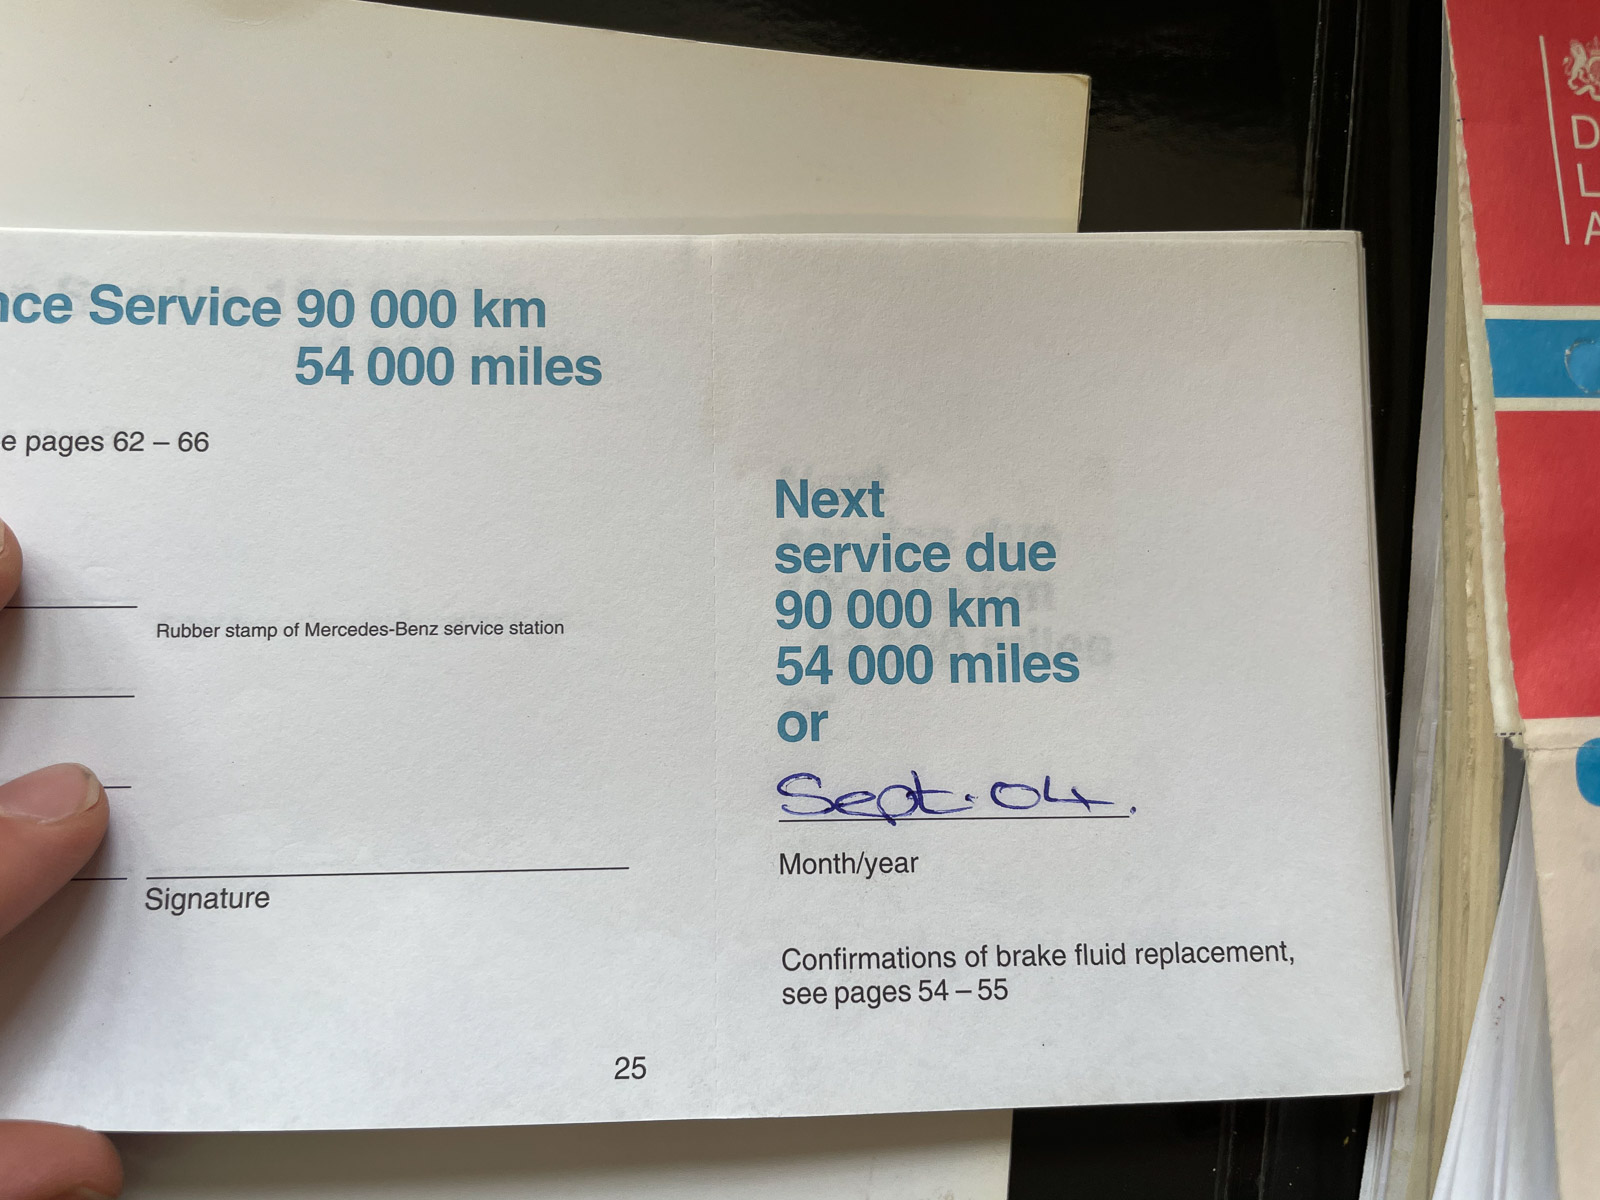 nce Service 90 000 km
54 000 miles
e pages 62 – 66
Rubber stamp of Mercedes-Benz service station
Signature
25
Next
service due
90 000 km
54 000 miles
or
Sept. 04.
Month/year
Confirmations of brake fluid replacement,
see pages 54 – 55
D
L
A